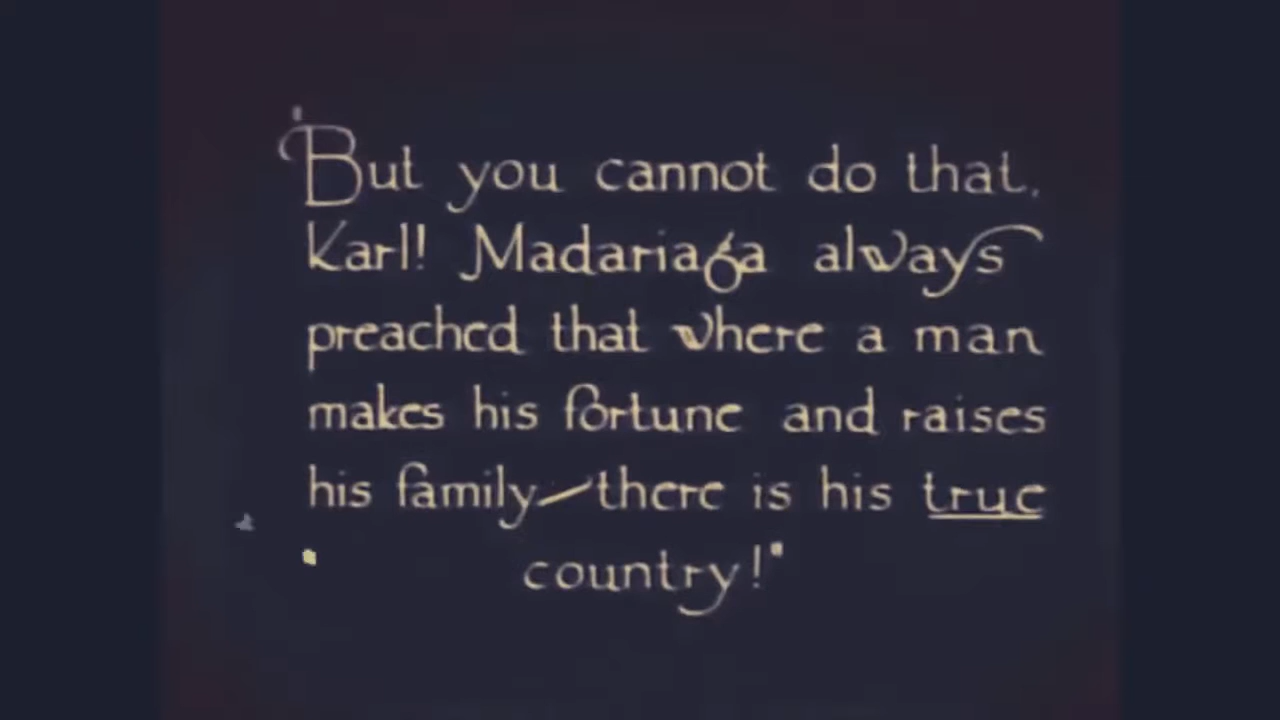 "But you cannot do that,
Karl! Madariaga always
preached that where a man
makes his fortune and raises
his family—there is his true
country!"